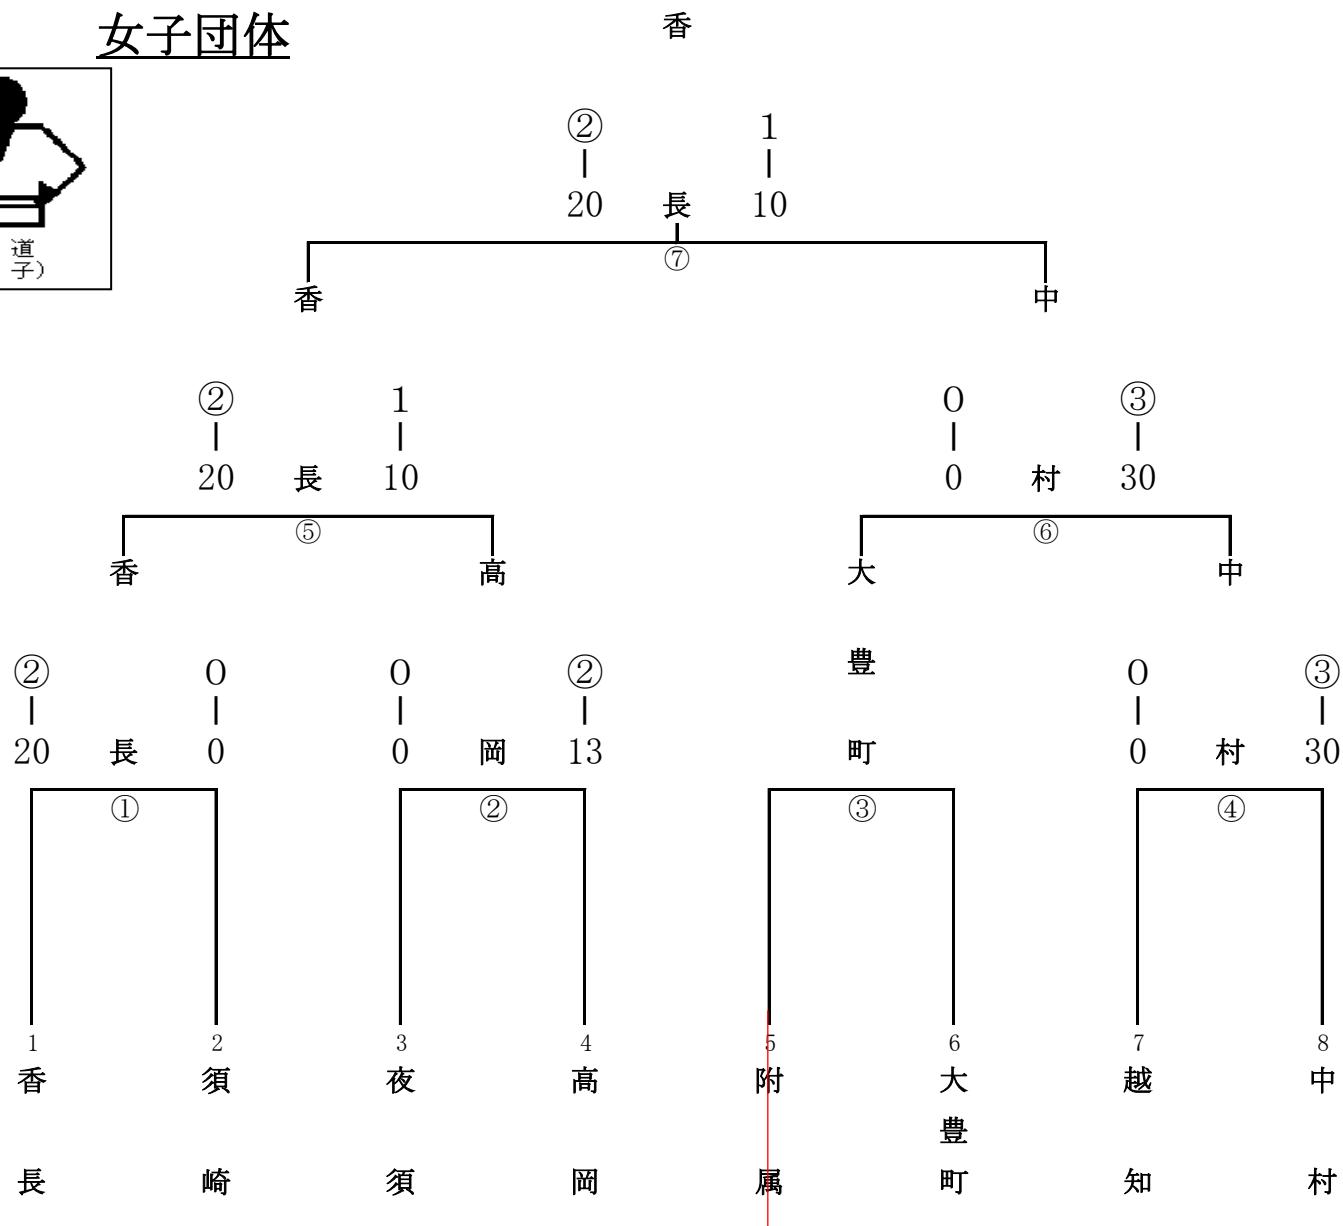 女子団体
香
② 1
| |
20 長 10
道
子）
⑦
香 中
② 1 0 ③
| | | |
20 長 10 0 村 30
⑤ ⑥
香 高 大 中
豊
② 0 0 ② 0 ③
| | | | | |
20 長 0 0 岡 13 町 0 村 30
① ② ③ ④
1 2 3 4 5 6 7 8
香長
須崎
夜須
高岡
附属
大豊町
越知
中村